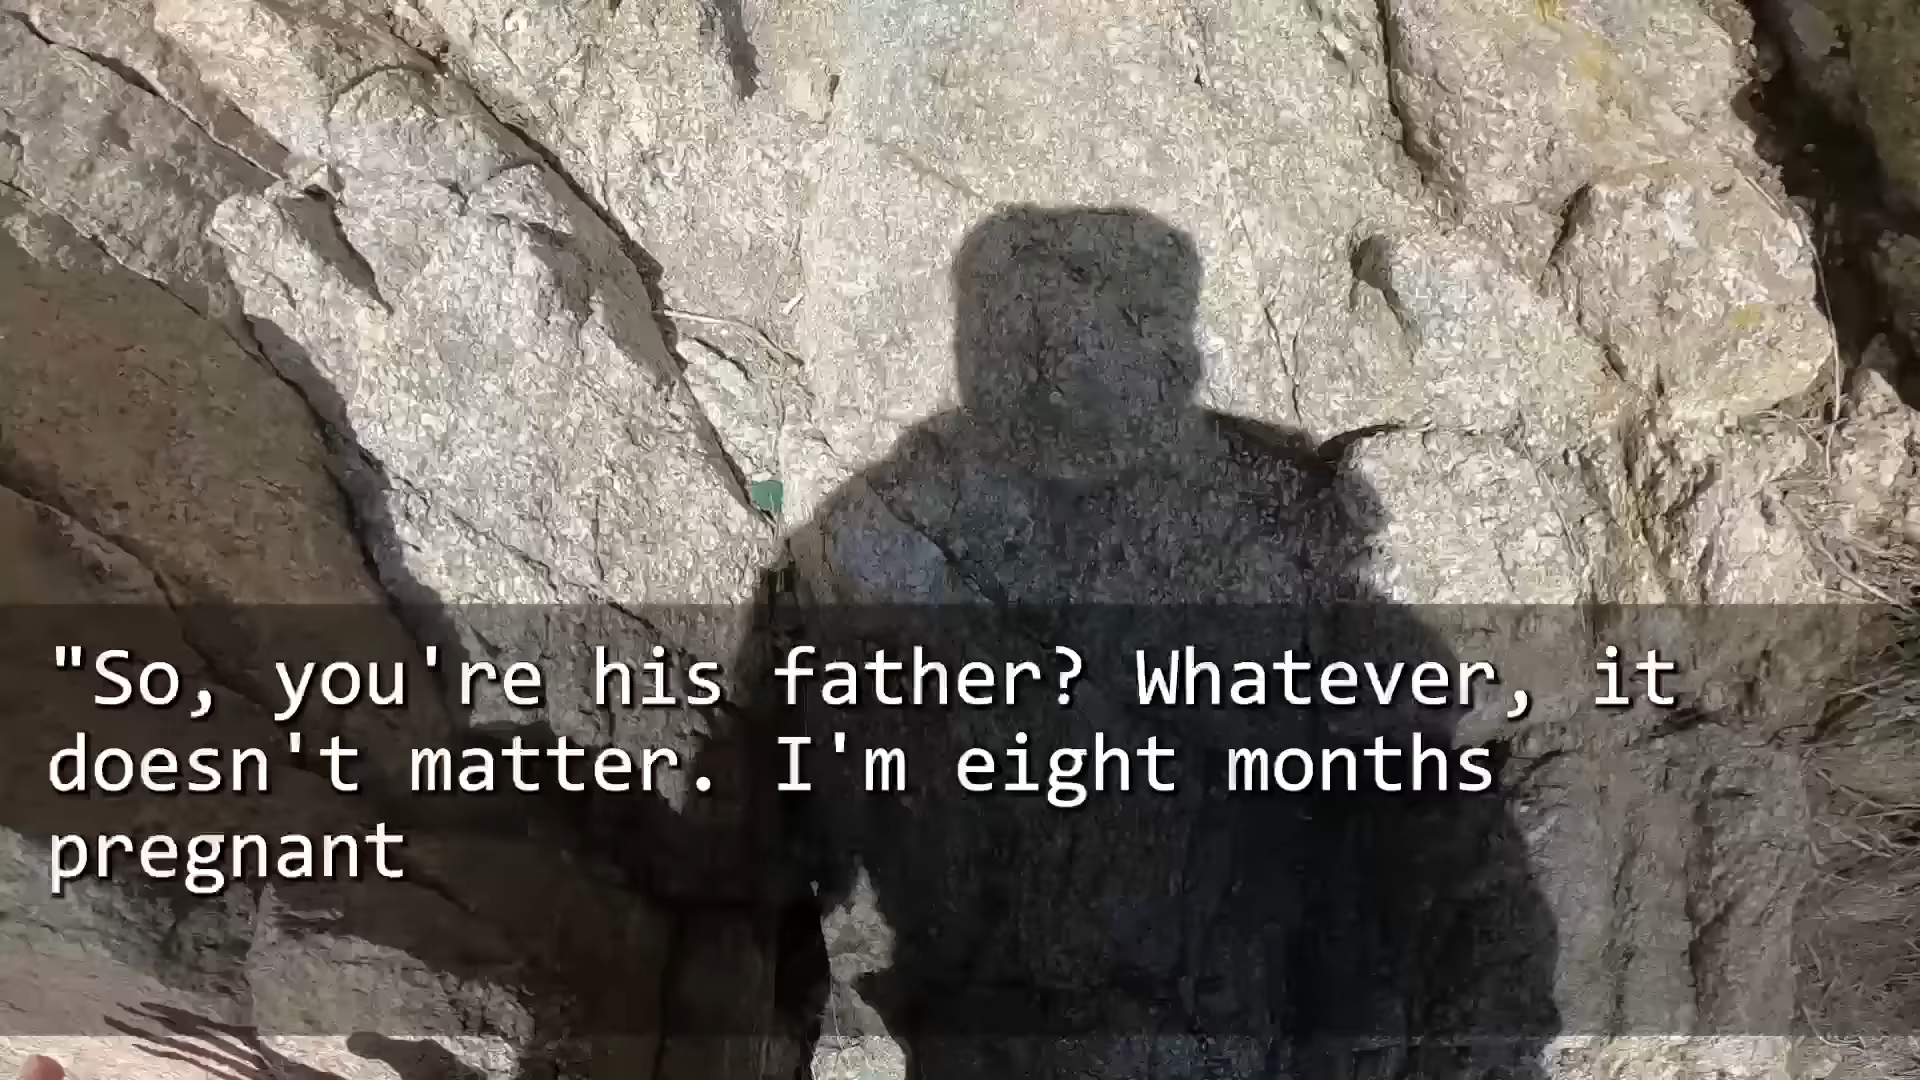 "So, you're his father? Whatever, it
doesn't matter. I'm eight months
pregnant